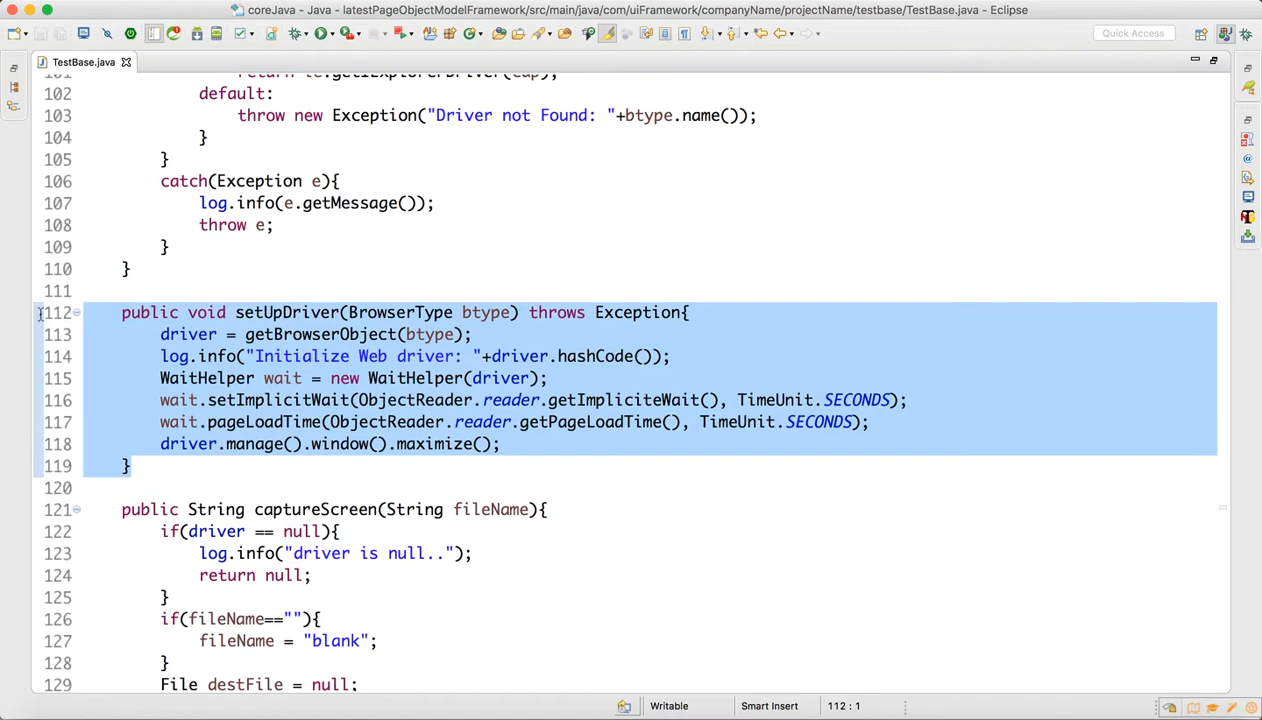 coreJava - Java - latestPageObjectModelFramework/src/main/java/com/uiFramework/companyName/projectName/testbase/TestBase.java - Eclipse
Quick Access
TestBase.java
101 return ie.getIExplorerDriver(cap);
102 default:
103 throw new Exception("Driver not Found: "+btype.name());
104 }
105 }
106 catch(Exception e){
107 log.info(e.getMessage());
108 throw e;
109 }
110 }
111
112 public void setUpDriver(BrowserType btype) throws Exception{
113 driver = getBrowserObject(btype);
114 log.info("Initialize Web driver: "+driver.hashCode());
115 WaitHelper wait = new WaitHelper(driver);
116 wait.setImplicitWait(ObjectReader.reader.getImpliciteWait(), TimeUnit.SECONDS);
117 wait.pageLoadTime(ObjectReader.reader.getPageLoadTime(), TimeUnit.SECONDS);
118 driver.manage().window().maximize();
119 }
120
121 public String captureScreen(String fileName){
122 if(driver == null){
123 log.info("driver is null..");
124 return null;
125 }
126 if(fileName==""){
127 fileName = "blank";
128 }
129 File destFile = null;
Writable Smart Insert 112 : 1